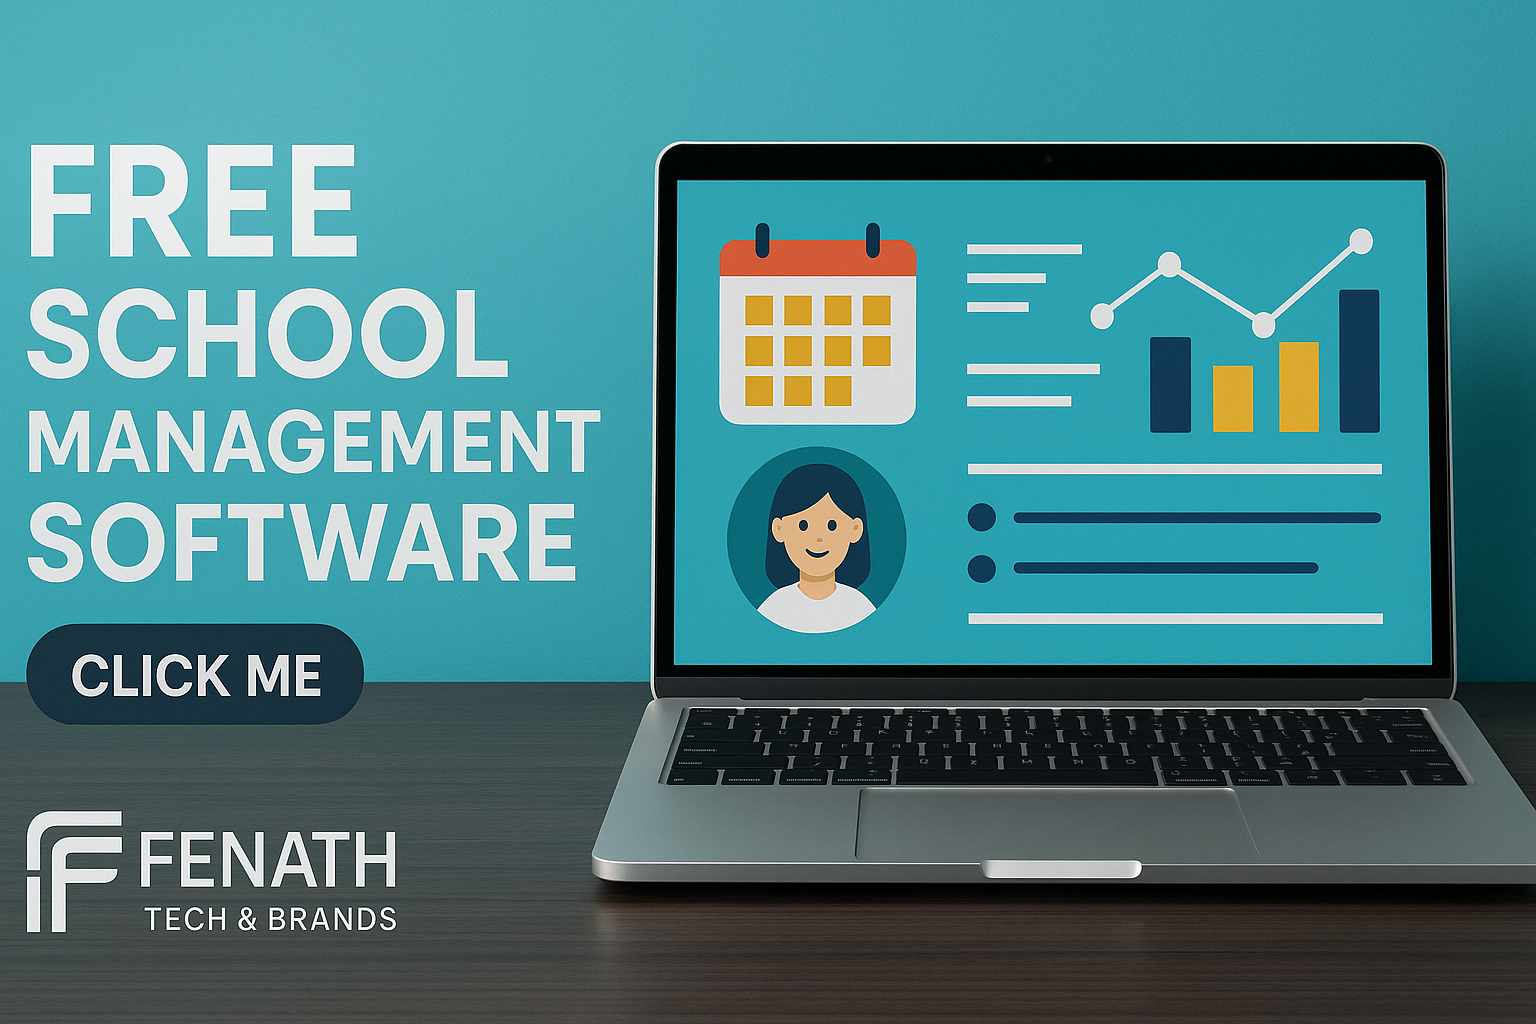 FREE
SCHOOL
MANAGEMENT
SOFTWARE
CLICK ME
FENATH
TECH & BRANDS